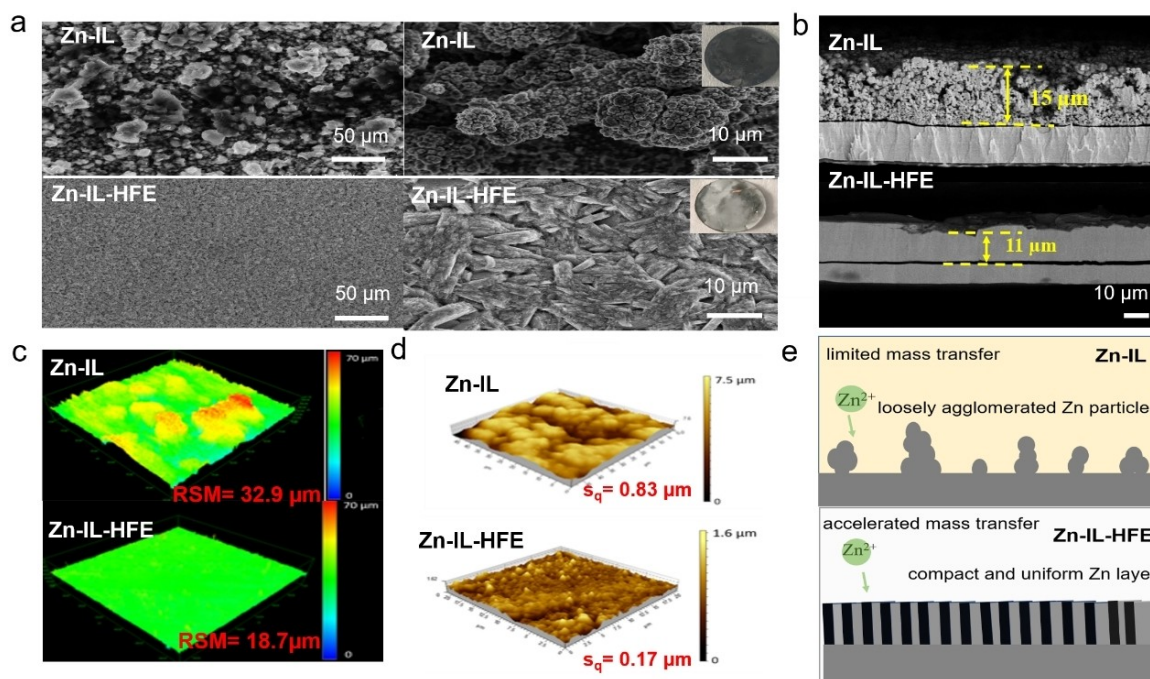 a
Zn-IL
50 µm
Zn-IL
10 µm
Zn-IL-HFE
50 µm
Zn-IL-HFE
10 µm
b
Zn-IL
15 µm
Zn-IL-HFE
11 µm
10 µm
c
Zn-IL
70 µm
0
RSM= 32.9 µm
Zn-IL-HFE
70 µm
0
RSM= 18.7µm
d
Zn-IL
7.5 µm
0
sq= 0.83 µm
Zn-IL-HFE
1.6 µm
0
sq= 0.17 µm
e
limited mass transfer
Zn-IL
Zn2+
loosely agglomerated Zn particle
accelerated mass transfer
Zn-IL-HFE
Zn2+
compact and uniform Zn layer